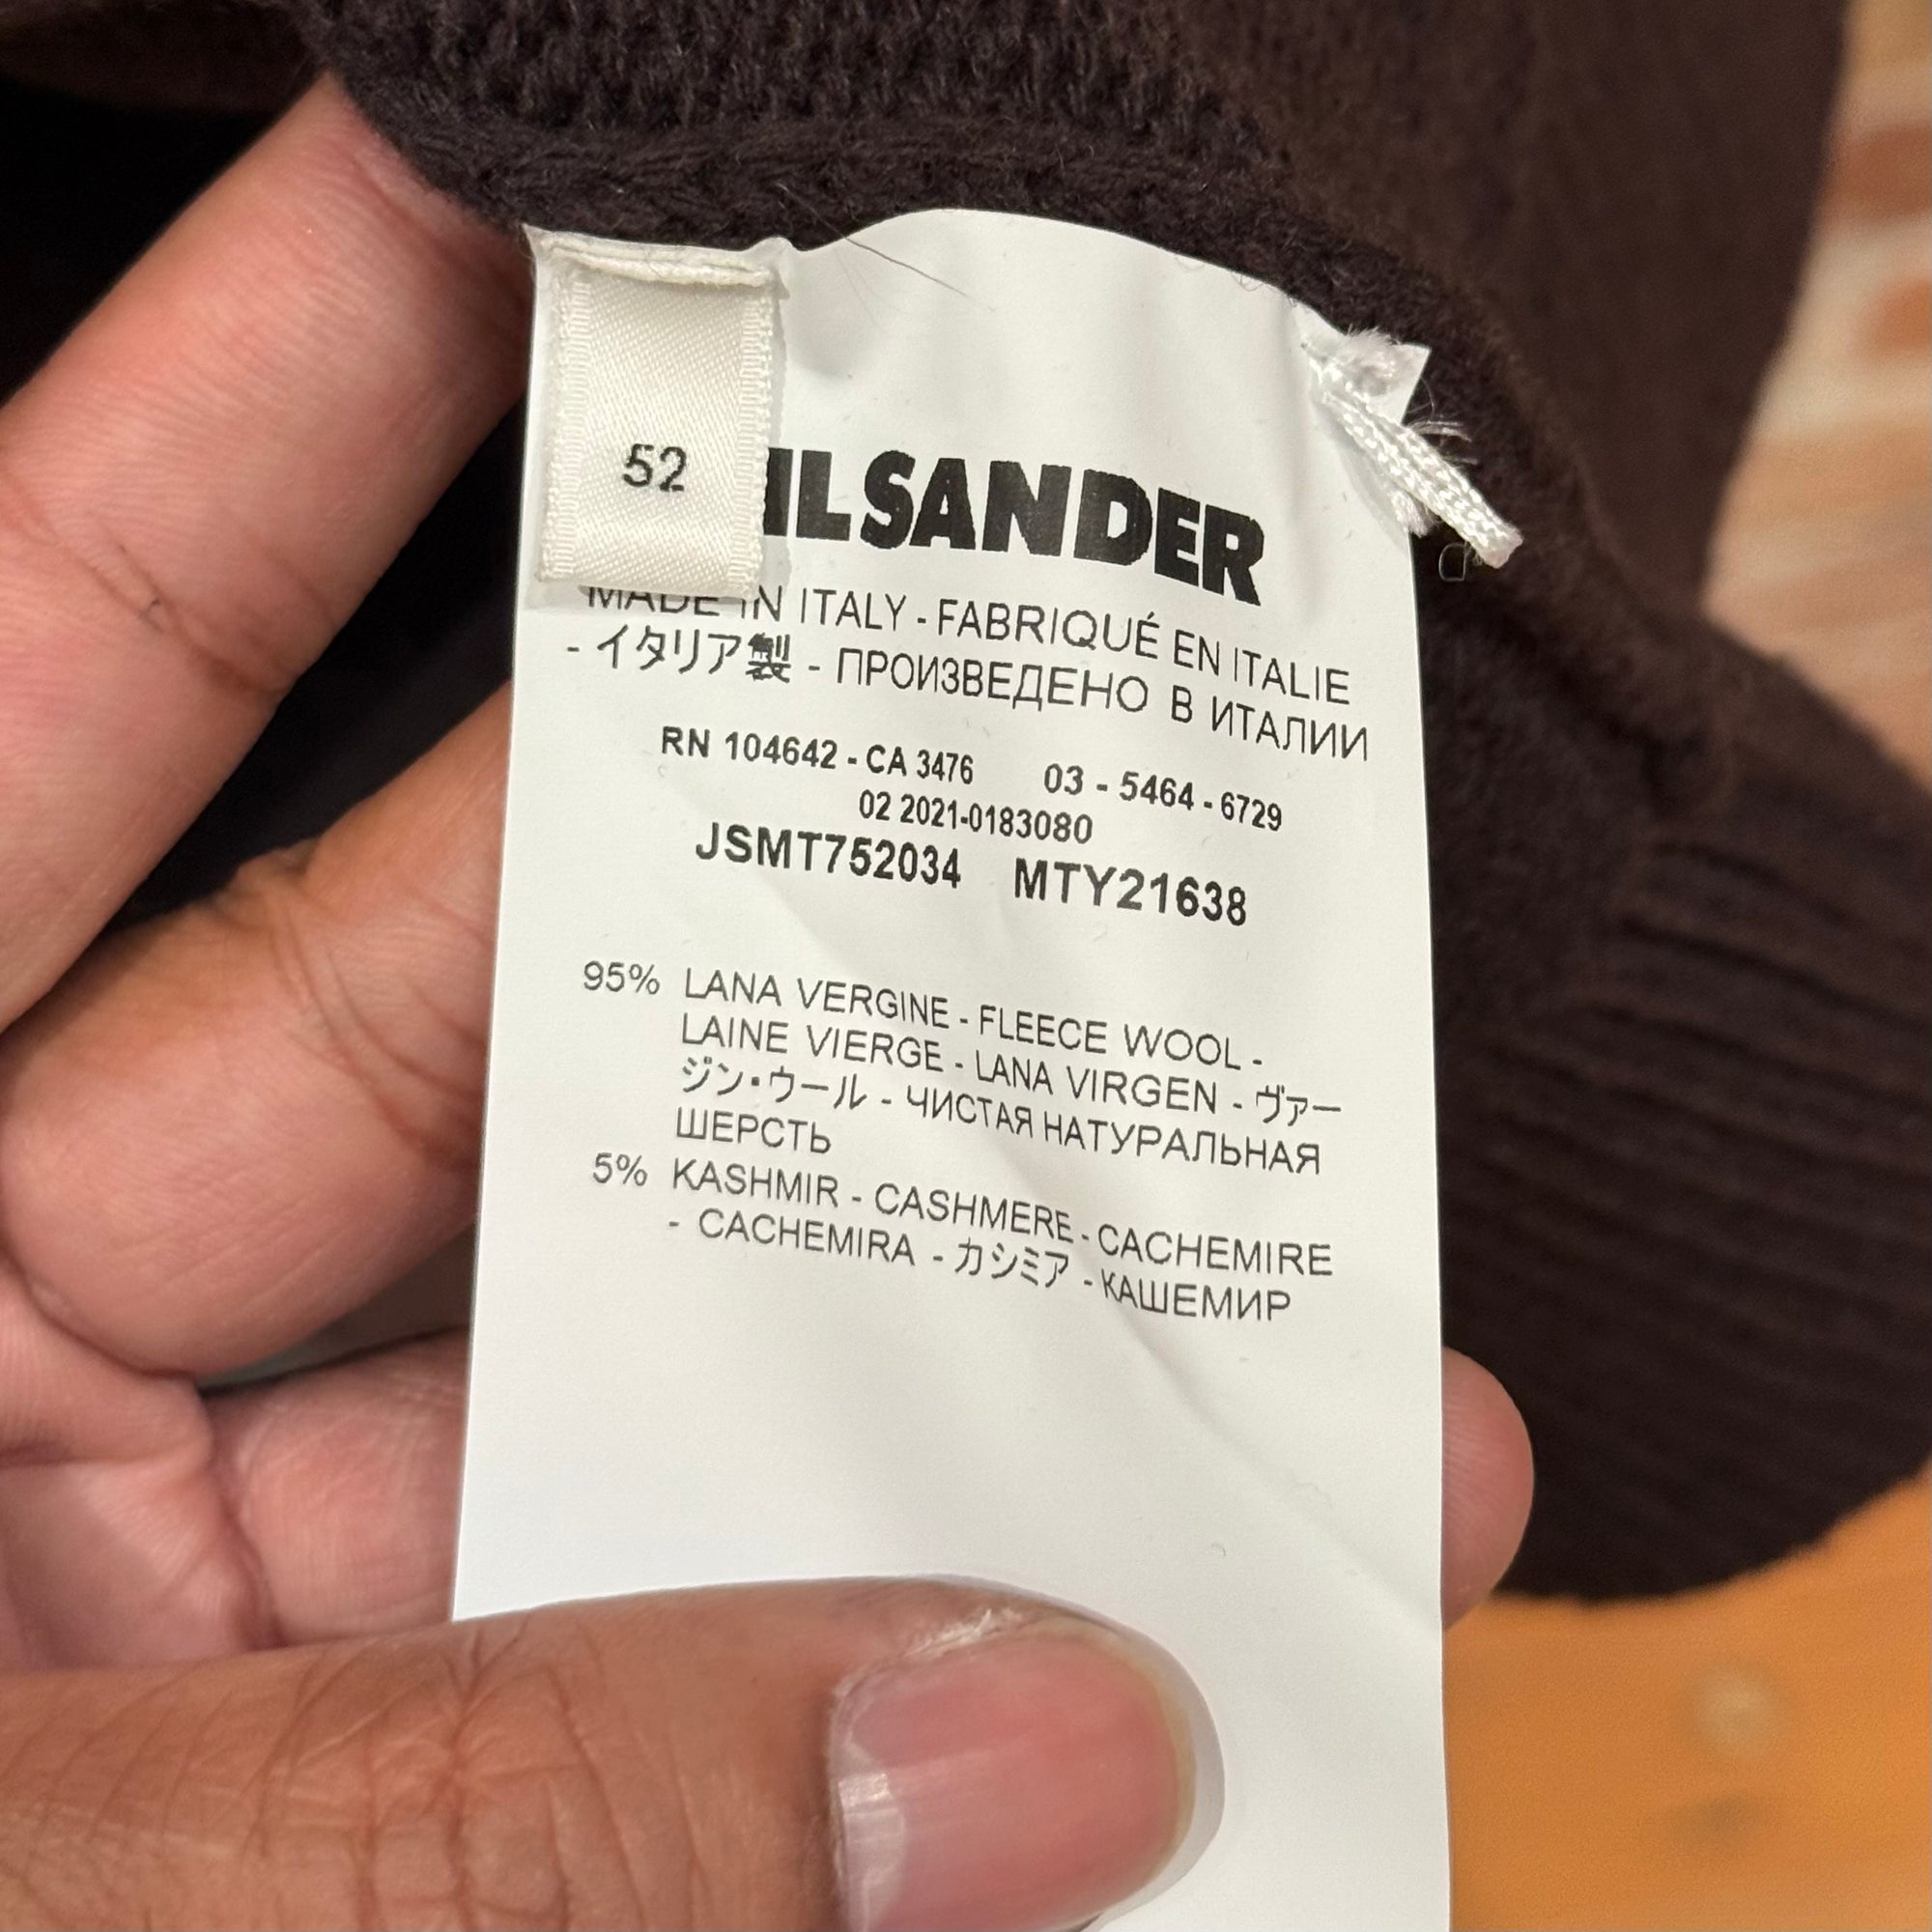 52
JIL SANDER
MADE IN ITALY - FABRIQUÉ EN ITALIE
- イタリア製 - ПРОИЗВЕДЕНО В ИТАЛИИ
RN 104642 - CA 3476 03 - 5464 - 6729
02 2021-0183080
JSMT752034 MTY21638
95% LANA VERGINE - FLEECE WOOL -
LAINE VIERGE - LANA VIRGEN - ヴァー
ジン・ウール - ЧИСТАЯ НАТУРАЛЬНАЯ
ШЕРСТЬ
5% KASHMIR - CASHMERE - CACHEMIRE
- CACHEMIRA - カシミア - КАШЕМИР